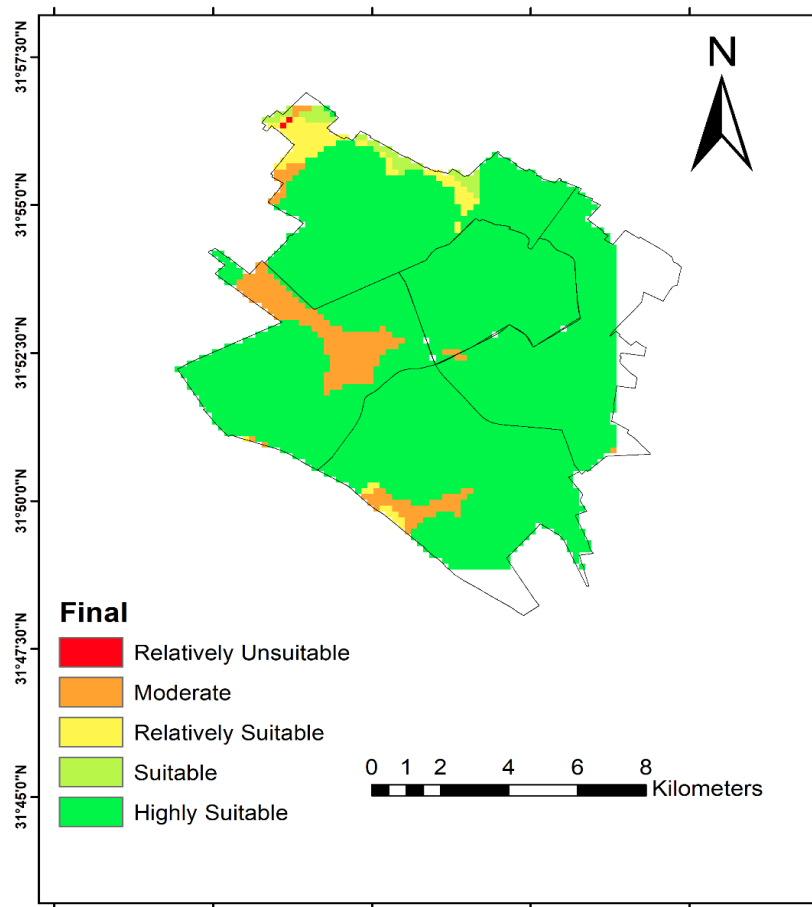 N
31°57'30"N
31°55'0"N
31°52'30"N
31°50'0"N
31°47'30"N
31°45'0"N
Final
Relatively Unsuitable
Moderate
Relatively Suitable
Suitable
Highly Suitable
0 1 2 4 6 8
Kilometers